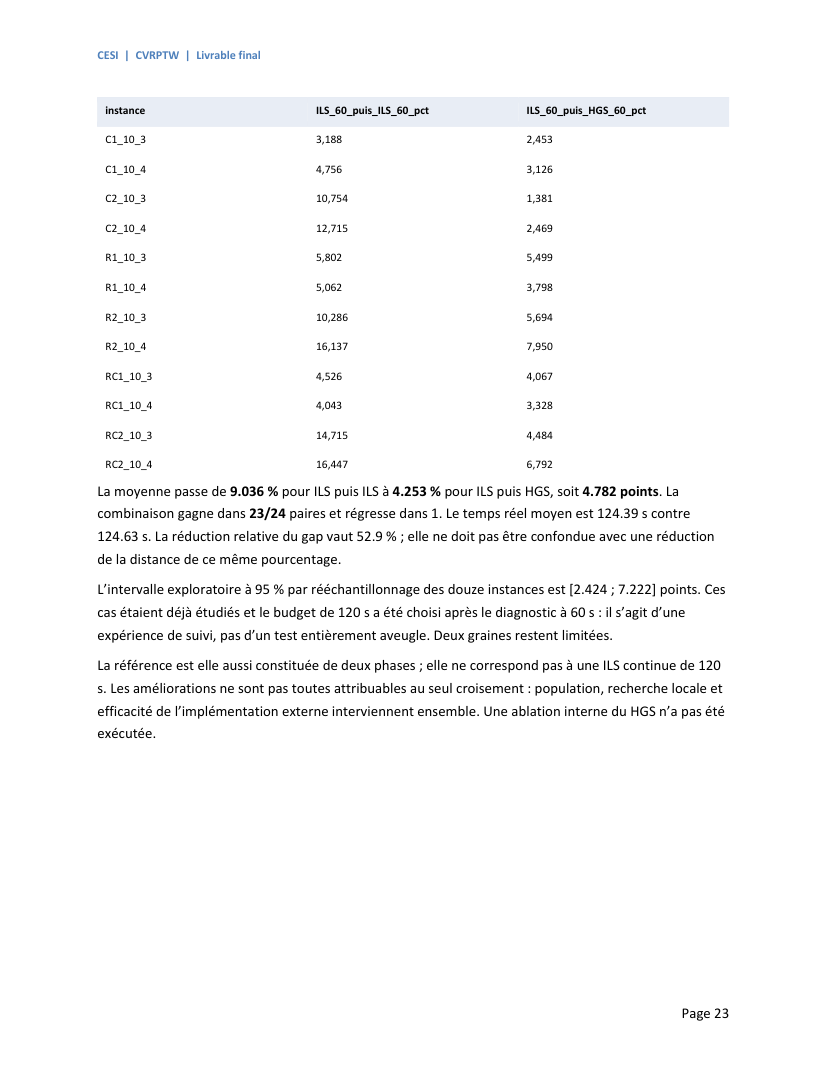 CESI | CVRPTW | Livrable final
instance ILS_60_puis_ILS_60_pct ILS_60_puis_HGS_60_pct
C1_10_3 3,188 2,453
C1_10_4 4,756 3,126
C2_10_3 10,754 1,381
C2_10_4 12,715 2,469
R1_10_3 5,802 5,499
R1_10_4 5,062 3,798
R2_10_3 10,286 5,694
R2_10_4 16,137 7,950
RC1_10_3 4,526 4,067
RC1_10_4 4,043 3,328
RC2_10_3 14,715 4,484
RC2_10_4 16,447 6,792
La moyenne passe de 9.036 % pour ILS puis ILS à 4.253 % pour ILS puis HGS, soit 4.782 points. La
combinaison gagne dans 23/24 paires et régresse dans 1. Le temps réel moyen est 124.39 s contre
124.63 s. La réduction relative du gap vaut 52.9 % ; elle ne doit pas être confondue avec une réduction
de la distance de ce même pourcentage.
L’intervalle exploratoire à 95 % par rééchantillonnage des douze instances est [2.424 ; 7.222] points. Ces
cas étaient déjà étudiés et le budget de 120 s a été choisi après le diagnostic à 60 s : il s’agit d’une
expérience de suivi, pas d’un test entièrement aveugle. Deux graines restent limitées.
La référence est elle aussi constituée de deux phases ; elle ne correspond pas à une ILS continue de 120
s. Les améliorations ne sont pas toutes attribuables au seul croisement : population, recherche locale et
efficacité de l’implémentation externe interviennent ensemble. Une ablation interne du HGS n’a pas été
exécutée.
Page 23